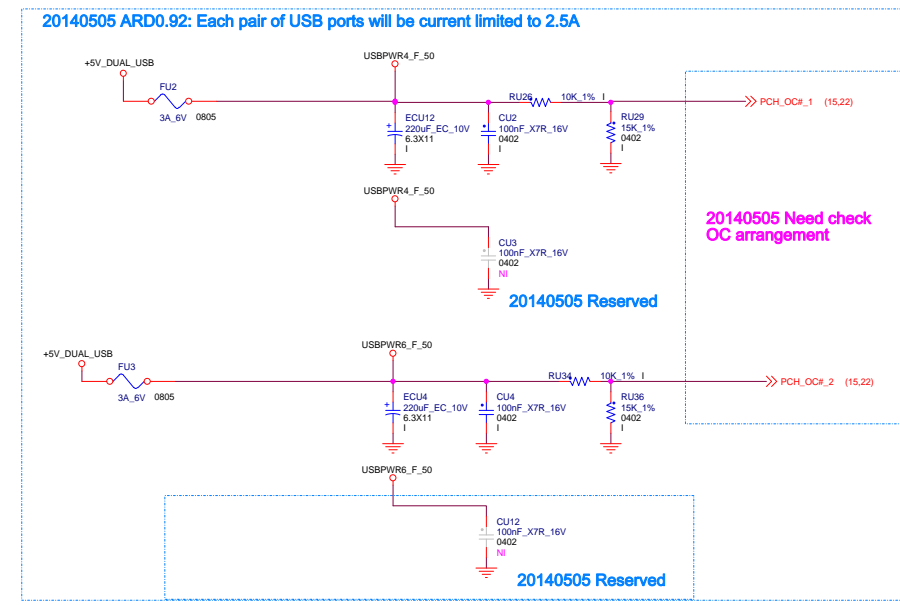 20140505 ARD0.92: Each pair of USB ports will be current limited to 2.5A
USBPWR4_F_50
+5V_DUAL_USB
FU2
3A_6V 0805
ECU12
220uF_EC_10V
6.3X11
I
CU2
100nF_X7R_16V
0402
I
RU26 10K_1% I
RU29
15K_1%
0402
I
PCH_OC#_1 (15,22)
USBPWR4_F_50
CU3
100nF_X7R_16V
0402
NI
20140505 Reserved
20140505 Need check
OC arrangement
USBPWR6_F_50
+5V_DUAL_USB
FU3
3A_6V 0805
ECU4
220uF_EC_10V
6.3X11
I
CU4
100nF_X7R_16V
0402
I
RU34 10K_1% I
RU36
15K_1%
0402
I
PCH_OC#_2 (15,22)
USBPWR6_F_50
CU12
100nF_X7R_16V
0402
NI
20140505 Reserved